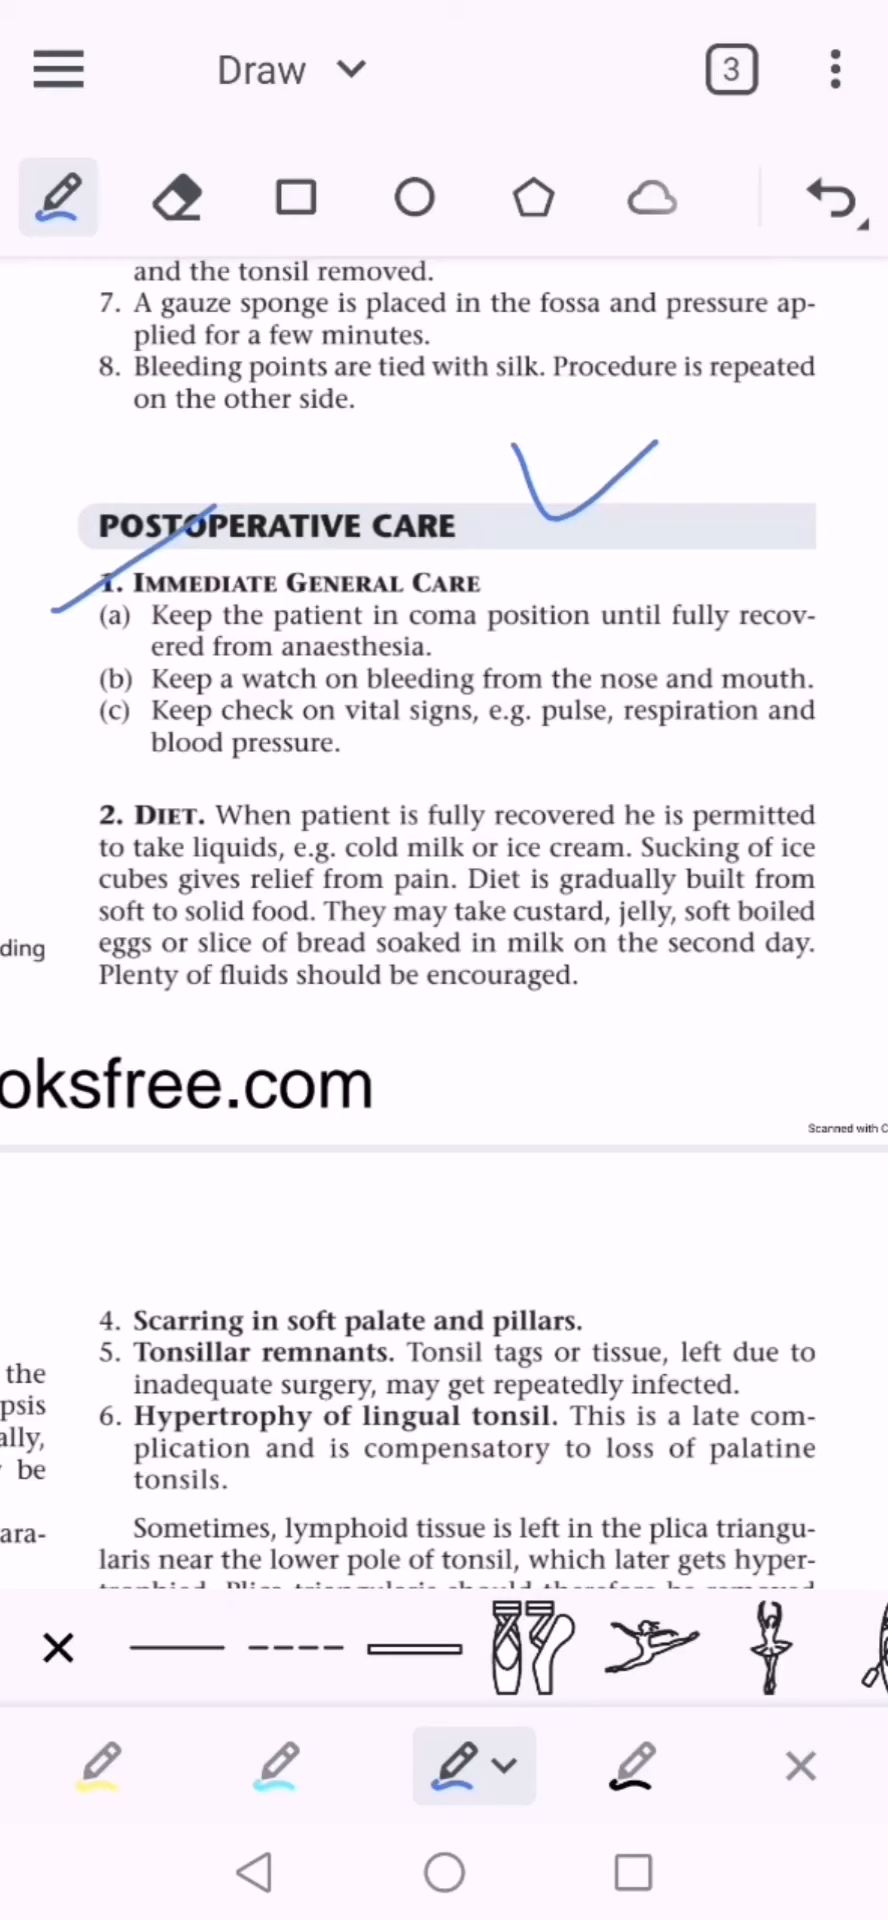 Draw
3
and the tonsil removed.
7. A gauze sponge is placed in the fossa and pressure ap-
plied for a few minutes.
8. Bleeding points are tied with silk. Procedure is repeated
on the other side.
POSTOPERATIVE CARE
1. IMMEDIATE GENERAL CARE
(a) Keep the patient in coma position until fully recov-
ered from anaesthesia.
(b) Keep a watch on bleeding from the nose and mouth.
(c) Keep check on vital signs, e.g. pulse, respiration and
blood pressure.
2. DIET. When patient is fully recovered he is permitted
to take liquids, e.g. cold milk or ice cream. Sucking of ice
cubes gives relief from pain. Diet is gradually built from
soft to solid food. They may take custard, jelly, soft boiled
eggs or slice of bread soaked in milk on the second day.
Plenty of fluids should be encouraged.
ding
oksfree.com
Scanned with C
4. Scarring in soft palate and pillars.
5. Tonsillar remnants. Tonsil tags or tissue, left due to
inadequate surgery, may get repeatedly infected.
6. Hypertrophy of lingual tonsil. This is a late com-
plication and is compensatory to loss of palatine
tonsils.
Sometimes, lymphoid tissue is left in the plica triangu-
laris near the lower pole of tonsil, which later gets hyper-
the
psis
ally,
be
ara-